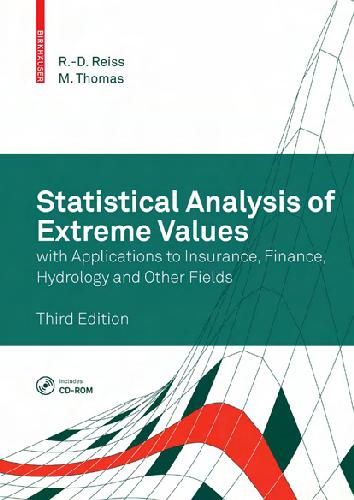 BIRKHÄUSER
R.-D. Reiss
M. Thomas
Statistical Analysis of
Extreme Values
with Applications to Insurance, Finance,
Hydrology and Other Fields
Third Edition
includes
CD-ROM